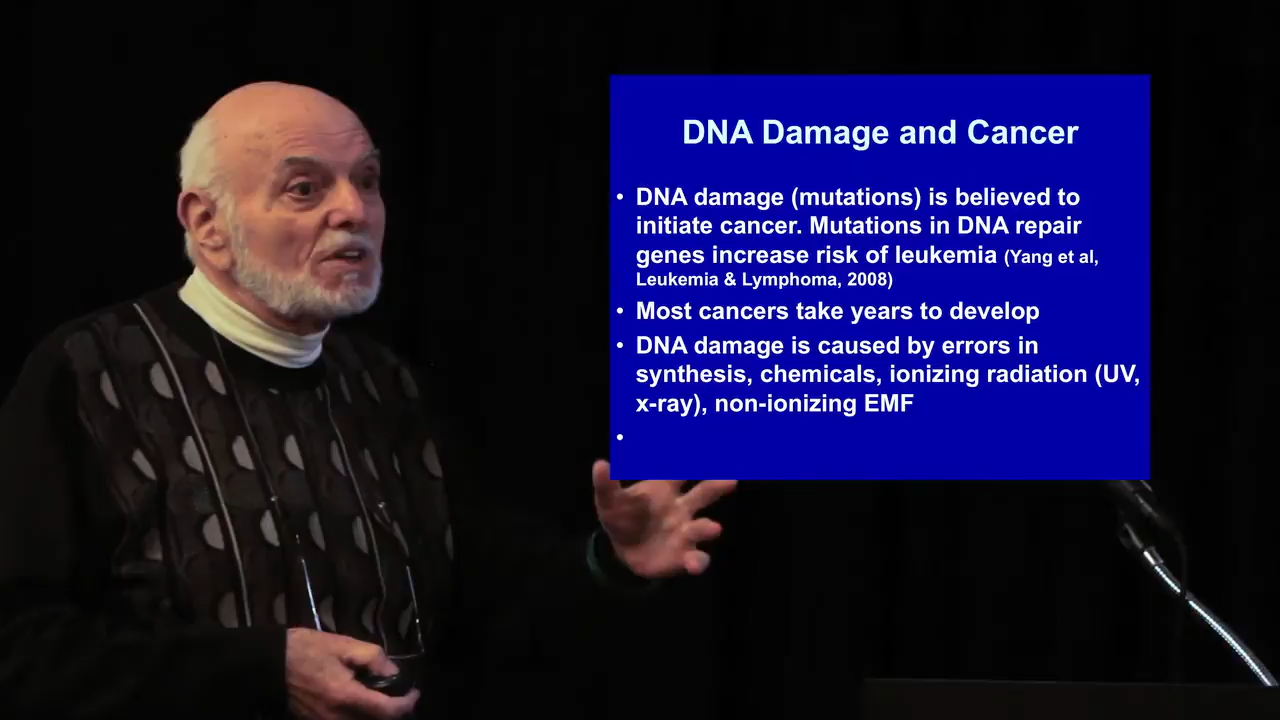 DNA Damage and Cancer
• DNA damage (mutations) is believed to
initiate cancer. Mutations in DNA repair
genes increase risk of leukemia (Yang et al,
Leukemia & Lymphoma, 2008)
• Most cancers take years to develop
• DNA damage is caused by errors in
synthesis, chemicals, ionizing radiation (UV,
x-ray), non-ionizing EMF
•